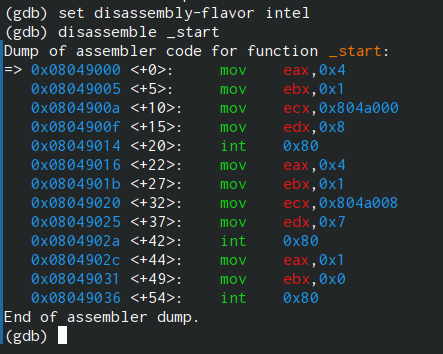 (gdb) set disassembly-flavor intel
(gdb) disassemble _start
Dump of assembler code for function _start:
=> 0x08049000 <+0>:     mov    eax,0x4
   0x08049005 <+5>:     mov    ebx,0x1
   0x0804900a <+10>:    mov    ecx,0x804a000
   0x0804900f <+15>:    mov    edx,0x8
   0x08049014 <+20>:    int    0x80
   0x08049016 <+22>:    mov    eax,0x4
   0x0804901b <+27>:    mov    ebx,0x1
   0x08049020 <+32>:    mov    ecx,0x804a008
   0x08049025 <+37>:    mov    edx,0x7
   0x0804902a <+42>:    int    0x80
   0x0804902c <+44>:    mov    eax,0x1
   0x08049031 <+49>:    mov    ebx,0x0
   0x08049036 <+54>:    int    0x80
End of assembler dump.
(gdb)